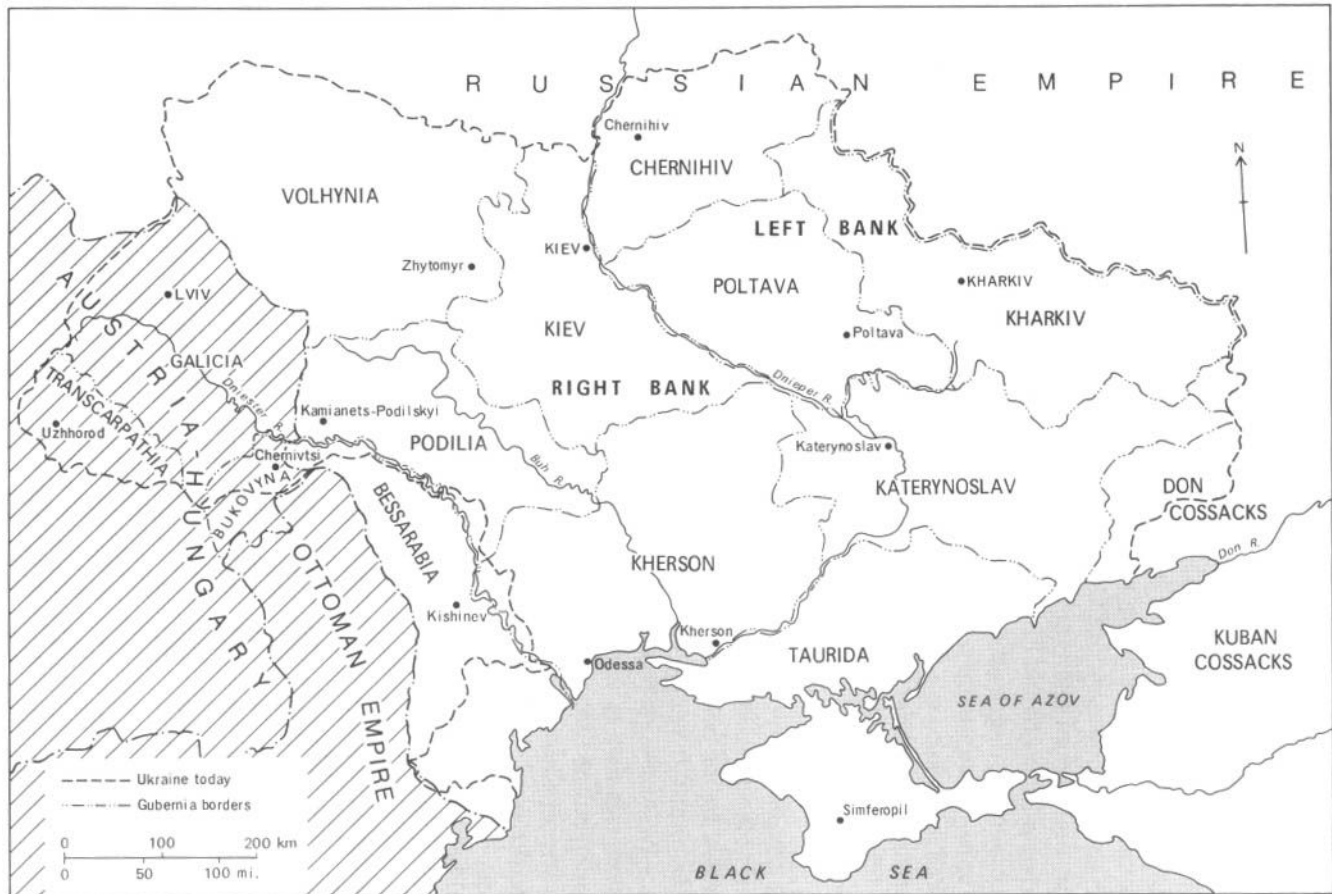 RUSSIAN EMPIRE
Chernihiv
CHERNIHIV
N
VOLHYNIA
LEFT BANK
KIEV
Zhytomyr
POLTAVA
KHARKIV
LVIV
AUSTRIA-HUNGARY
KHARKIV
KIEV
Poltava
GALICIA
TRANSCARPATHIA
RIGHT BANK
Dnieper R.
Dniester R.
Kamianets-Podilskyi
Uzhhorod
PODILIA
Katerynoslav
Chernivtsi
Buh R.
BUKOVYNA
BESSARABIA
KATERYNOSLAV
DON
COSSACKS
OTTOMAN EMPIRE
KHERSON
Don R.
Kishinev
Kherson
KUBAN
COSSACKS
Odessa
TAURIDA
SEA OF AZOV
Ukraine today
Gubernia borders
0 100 200 km
0 50 100 mi.
Simferopil
BLACK SEA